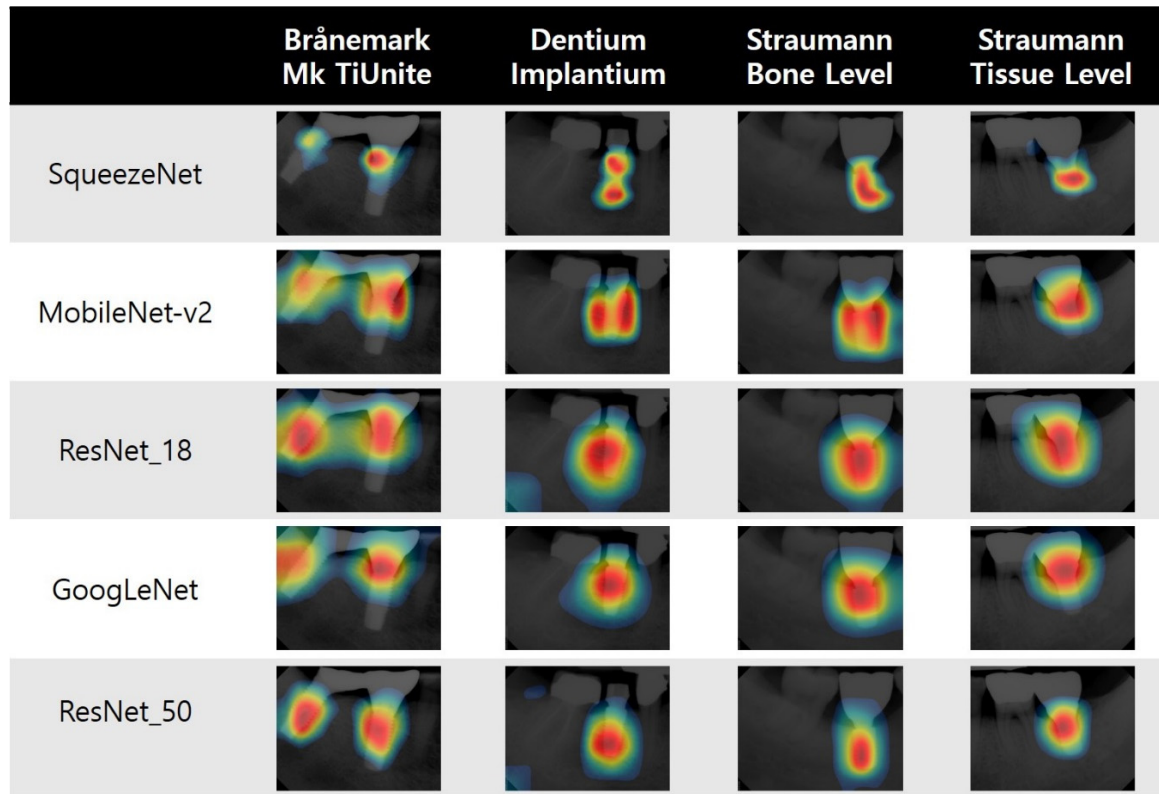 Brånemark
Mk TiUnite
Dentium
Implantium
Straumann
Bone Level
Straumann
Tissue Level
SqueezeNet
MobileNet-v2
ResNet_18
GoogLeNet
ResNet_50